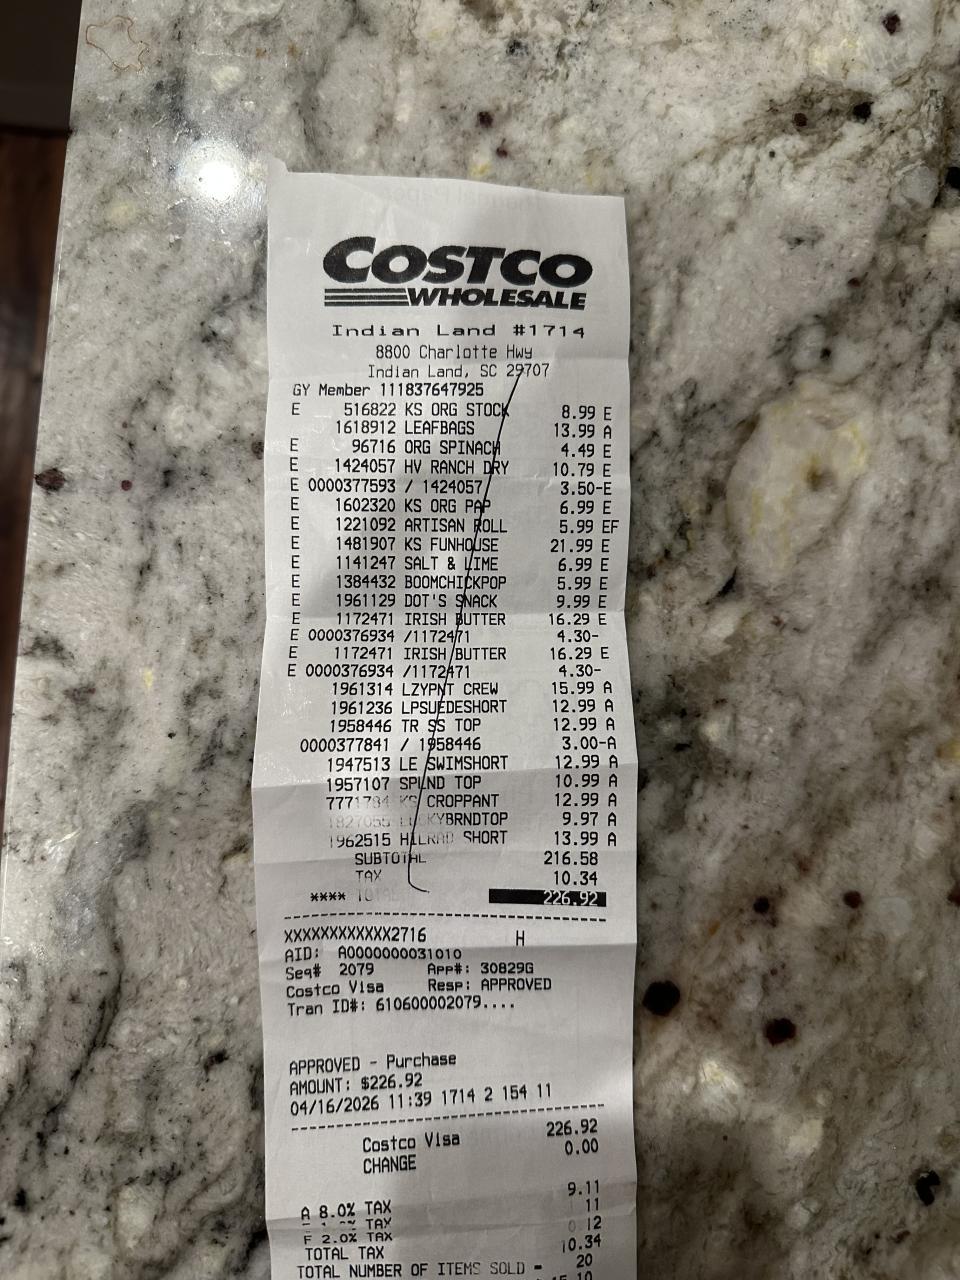 COSTCO
WHOLESALE
Indian Land #1714
8800 Charlotte Hwy
Indian Land, SC 29707
GY Member 111837647925
E 516822 KS ORG STOCK 8.99 E
1618912 LEAFBAGS 13.99 A
E 96716 ORG SPINACH 4.49 E
E 1424057 HV RANCH DRY 10.79 E
E 0000377593 / 1424057 3.50-E
E 1602320 KS ORG PAP 6.99 E
E 1221092 ARTISAN ROLL 5.99 EF
E 1481907 KS FUNHOUSE 21.99 E
E 1141247 SALT & LIME 6.99 E
E 1384432 BOOMCHICKPOP 5.99 E
E 1961129 DOT'S SNACK 9.99 E
E 1172471 IRISH BUTTER 16.29 E
E 0000376934 /1172471 4.30-
E 1172471 IRISH BUTTER 16.29 E
E 0000376934 /1172471 4.30-
1961314 LZYPNT CREW 15.99 A
1961236 LPSUEDESHORT 12.99 A
1958446 TR SS TOP 12.99 A
0000377841 / 1958446 3.00-A
1947513 LE SWIMSHORT 12.99 A
1957107 SPLND TOP 10.99 A
7771784 KS CROPPANT 12.99 A
1827055 LUCKYBRNDTOP 9.97 A
1962515 HILRAD SHORT 13.99 A
SUBTOTAL 216.58
TAX 10.34
**** TOTAL 226.92
XXXXXXXXXXXX2716 H
AID: A0000000031010
Seq# 2079 App#: 30829G
Costco Visa Resp: APPROVED
Tran ID#: 610600002079....
APPROVED - Purchase
AMOUNT: $226.92
04/16/2026 11:39 1714 2 154 11
Costco Visa 226.92
CHANGE 0.00
A 8.0% TAX 9.11
TAX 11
F 2.0% TAX 0.12
TOTAL TAX 10.34
TOTAL NUMBER OF ITEMS SOLD = 20